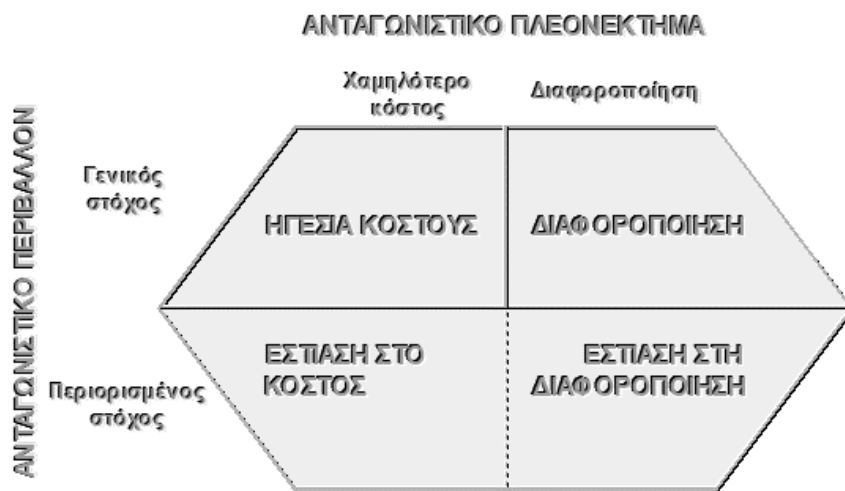 ΑΝΤΑΓΩΝΙΣΤΙΚΟ ΠΛΕΟΝΕΚΤΗΜΑ
Χαμηλότερο
κόστος
Διαφοροποίηση
ΑΝΤΑΓΩΝΙΣΤΙΚΟ ΠΕΡΙΒΑΛΛΟΝ
Γενικός
στόχος
ΗΓΕΣΙΑ ΚΟΣΤΟΥΣ
ΔΙΑΦΟΡΟΠΟΙΗΣΗ
Περιορισμένος
στόχος
ΕΣΤΙΑΣΗ ΣΤΟ
ΚΟΣΤΟΣ
ΕΣΤΙΑΣΗ ΣΤΗ
ΔΙΑΦΟΡΟΠΟΙΗΣΗ